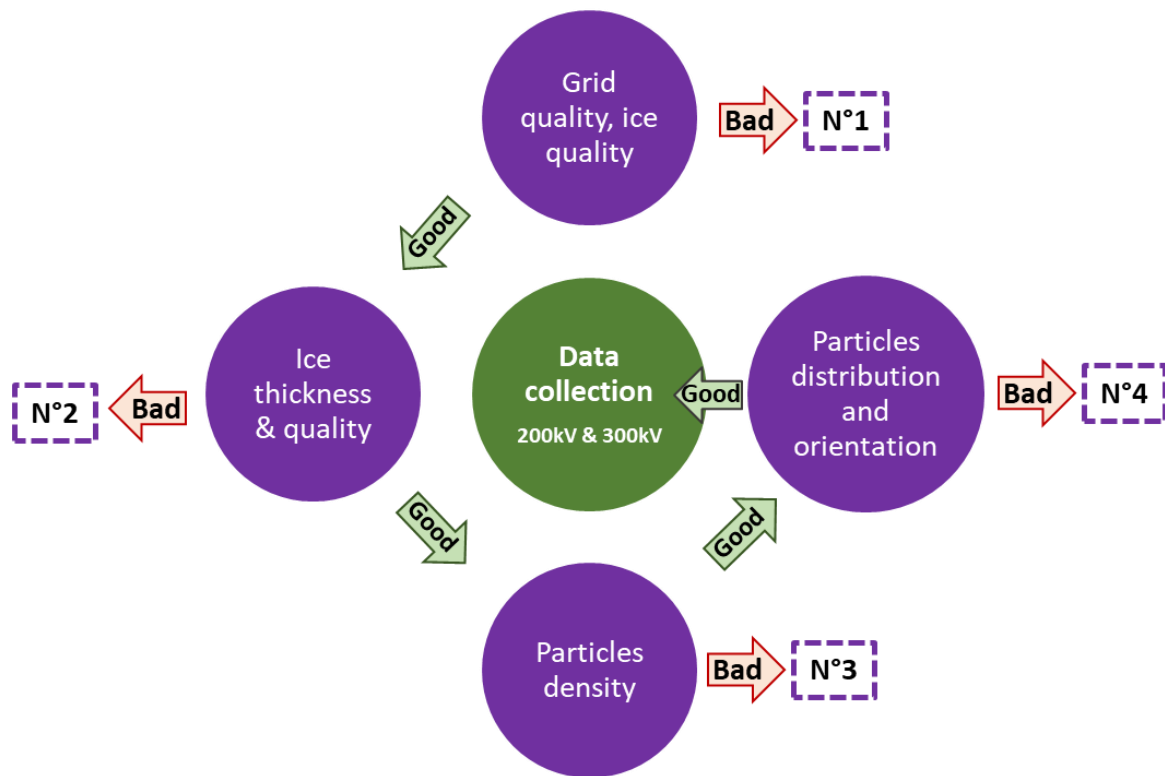 Grid
quality, ice
quality
Bad
N°1
Good
Ice
thickness
& quality
Bad
N°2
Good
Data
collection
200kV & 300kV
Good
Particles
distribution
and
orientation
Bad
N°4
Good
Particles
density
Bad
N°3